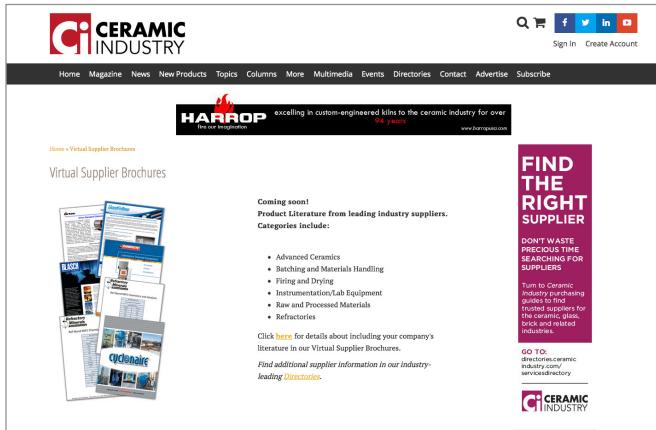 Ci CERAMIC
INDUSTRY
Sign In Create Account
Home Magazine News New Products Topics Columns More Multimedia Events Directories Contact Advertise Subscribe
HARROP
Fire our imagination
excelling in custom-engineered kilns to the ceramic industry for over
94 years
www.harropusa.com
Home » Virtual Supplier Brochures
Virtual Supplier Brochures
BLASCH
Refractory
Minerals
cyclonaire
Coming soon!
Product Literature from leading industry suppliers.
Categories include:
• Advanced Ceramics
• Batching and Materials Handling
• Firing and Drying
• Instrumentation/Lab Equipment
• Raw and Processed Materials
• Refractories
Click here for details about including your company's
literature in our Virtual Supplier Brochures.
Find additional supplier information in our industry-
leading Directories.
FIND
THE
RIGHT
SUPPLIER
DON'T WASTE
PRECIOUS TIME
SEARCHING FOR
SUPPLIERS
Turn to Ceramic
Industry purchasing
guides to find
trusted suppliers for
the ceramic, glass,
brick and related
industries.
GO TO:
directories.ceramic
industry.com/
servicesdirectory
Ci CERAMIC
INDUSTRY